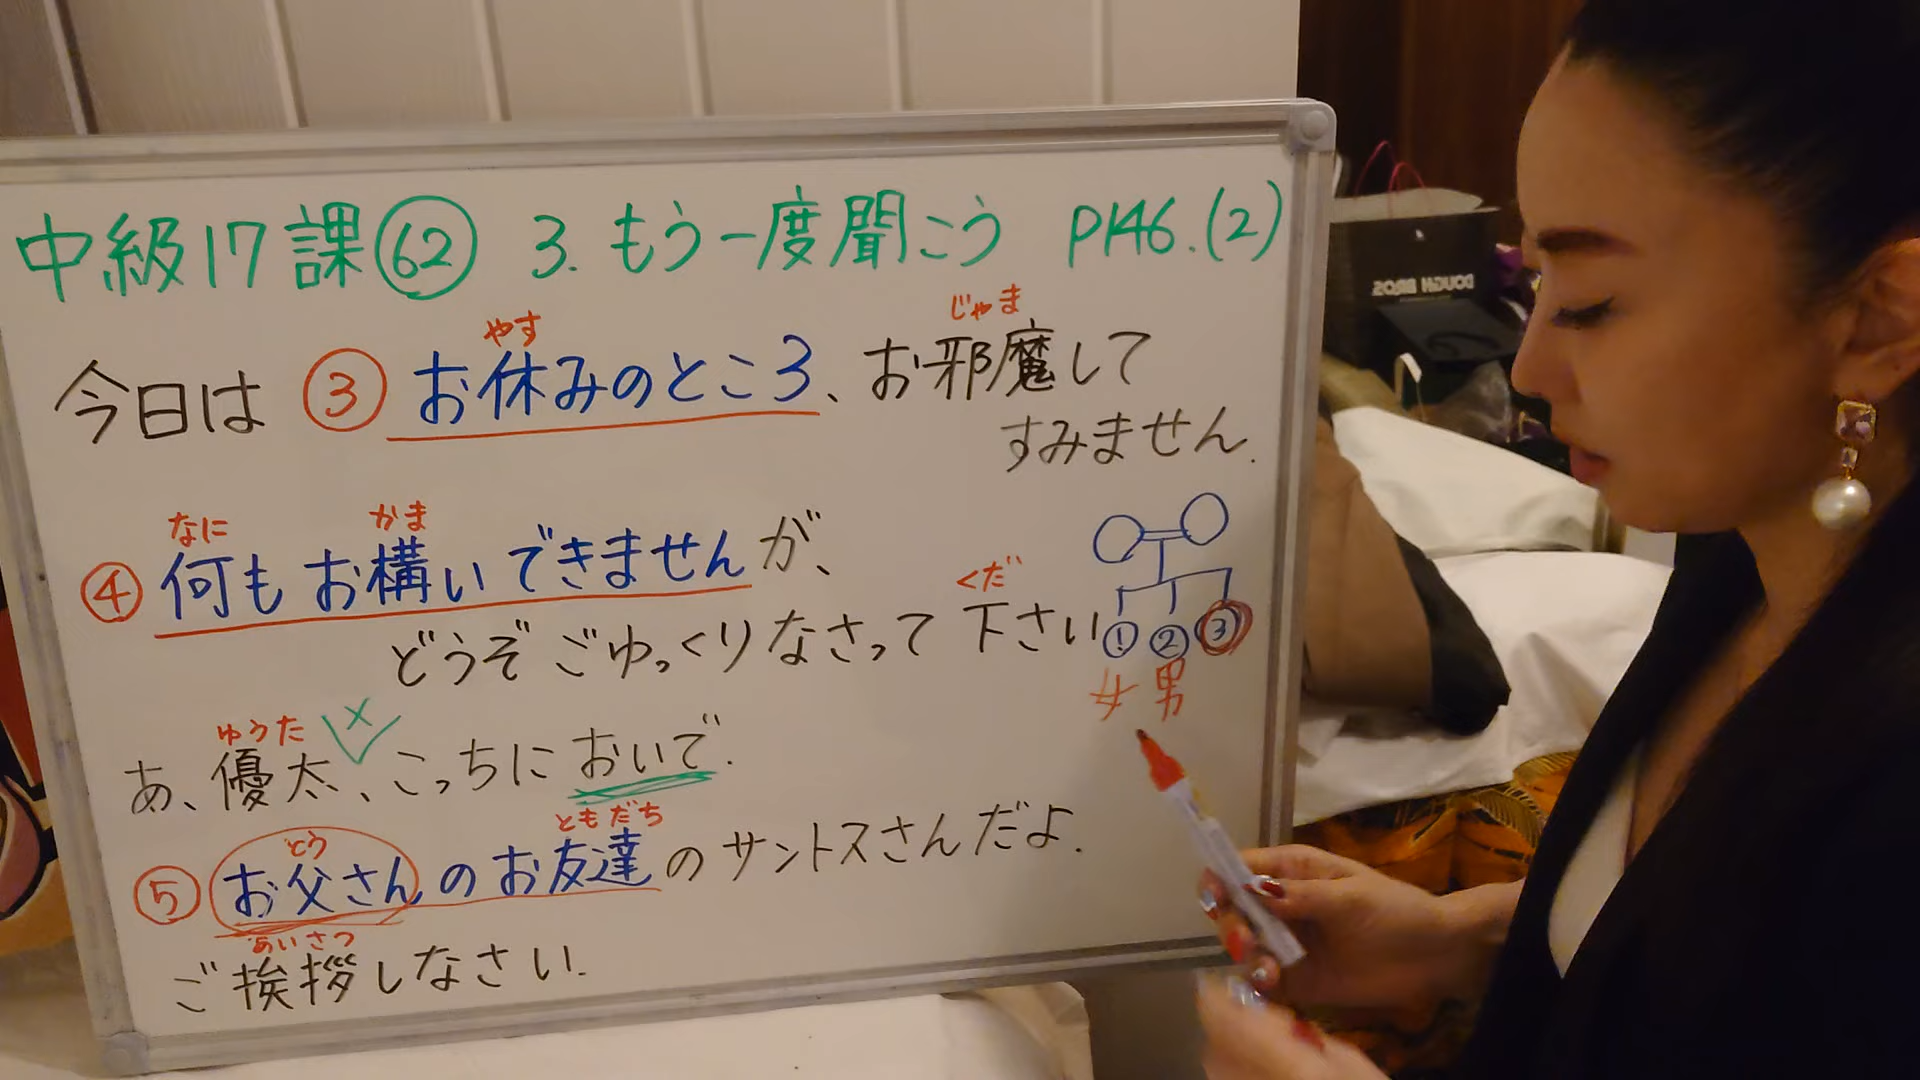 中級17課62 3.もう一度聞こう P146.(2)
やす
じゃま
今日は ③ お休みのところ、お邪魔して
すみません.
なに
かま
④ 何もお構いできませんが、
くだ
どうぞごゆっくりなさって下さい
① ② ③
女 男
ゆうた
×
あ、優太、こっちにおいで.
とう
ともだち
⑤ お父さんのお友達のサントスさんだよ.
あいさつ
ご挨拶しなさい.
DOUGH BROS